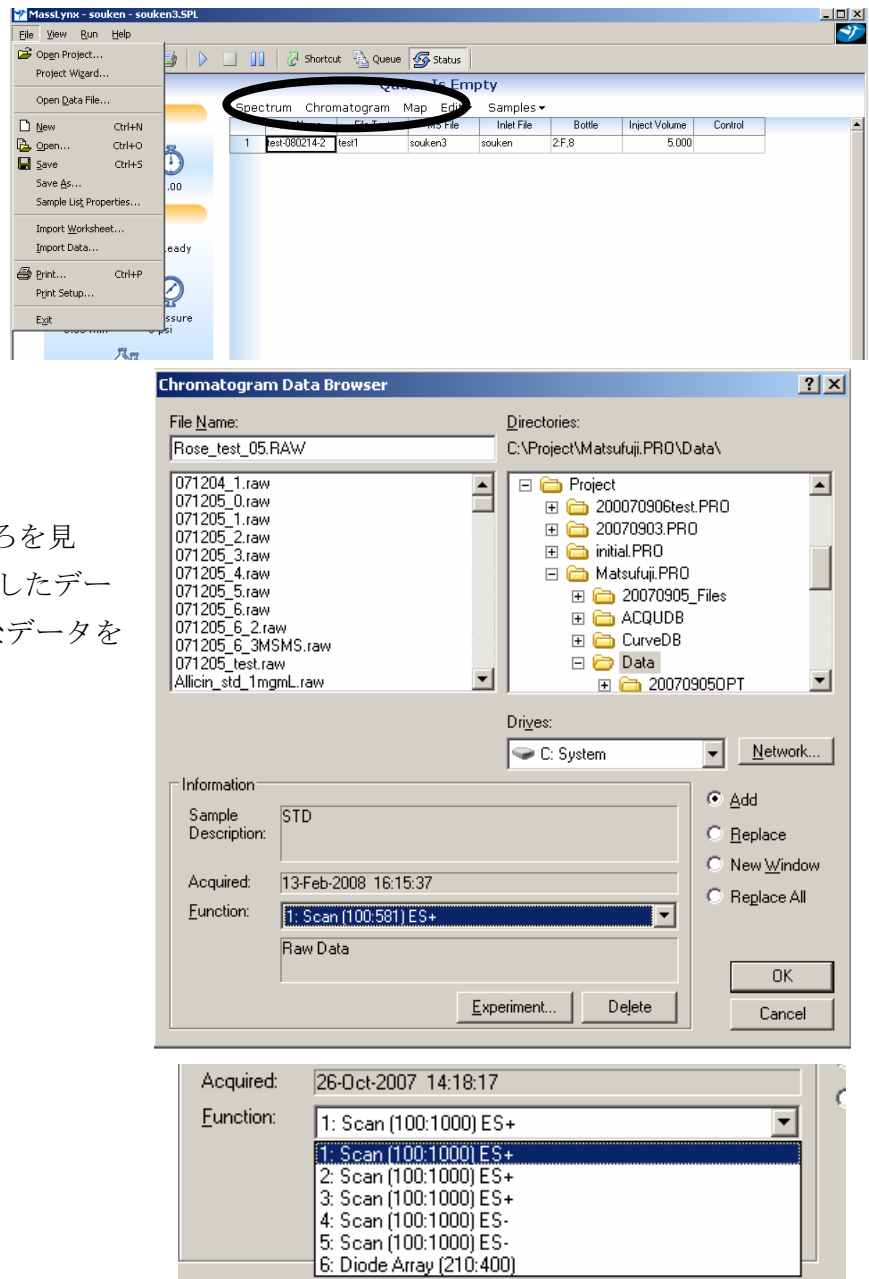 MassLynx - souken - souken3.SPL
File View Run Help
Open Project...
Project Wizard...
Open Data File...
New Ctrl+N
Open... Ctrl+O
Save Ctrl+S
Save As...
Sample List Properties...
Import Worksheet...
Import Data...
Print... Ctrl+P
Print Setup...
Exit
Shortcut Queue Status
Is Empty
Spectrum Chromatogram Map Edit Samples
MS File Inlet File Bottle Inject Volume Control
1 test-080214-2 test1 souken3 souken 2:F,8 5.000
.00
eady
ssure
psi
ろを見
したデー
なデータを
Chromatogram Data Browser
File Name:
Rose_test_05.RAW
071204_1.raw
071205_0.raw
071205_1.raw
071205_2.raw
071205_3.raw
071205_4.raw
071205_5.raw
071205_6.raw
071205_6_2.raw
071205_6_3MSMS.raw
071205_test.raw
Allicin_std_1mgmL.raw
Directories:
C:\Project\Matsufuji.PRO\Data\
Project
200070906test.PRO
20070903.PRO
initial.PRO
Matsufuji.PRO
20070905_Files
ACQUDB
CurveDB
Data
20070905OPT
Drives:
C: System
Network...
Information
Sample Description: STD
Acquired: 13-Feb-2008 16:15:37
Function: 1: Scan (100:581) ES+
Raw Data
Experiment... Delete
Add
Replace
New Window
Replace All
OK
Cancel
Acquired: 26-Oct-2007 14:18:17
Function: 1: Scan (100:1000) ES+
1: Scan (100:1000) ES+
2: Scan (100:1000) ES+
3: Scan (100:1000) ES+
4: Scan (100:1000) ES-
5: Scan (100:1000) ES-
6: Diode Array (210:400)